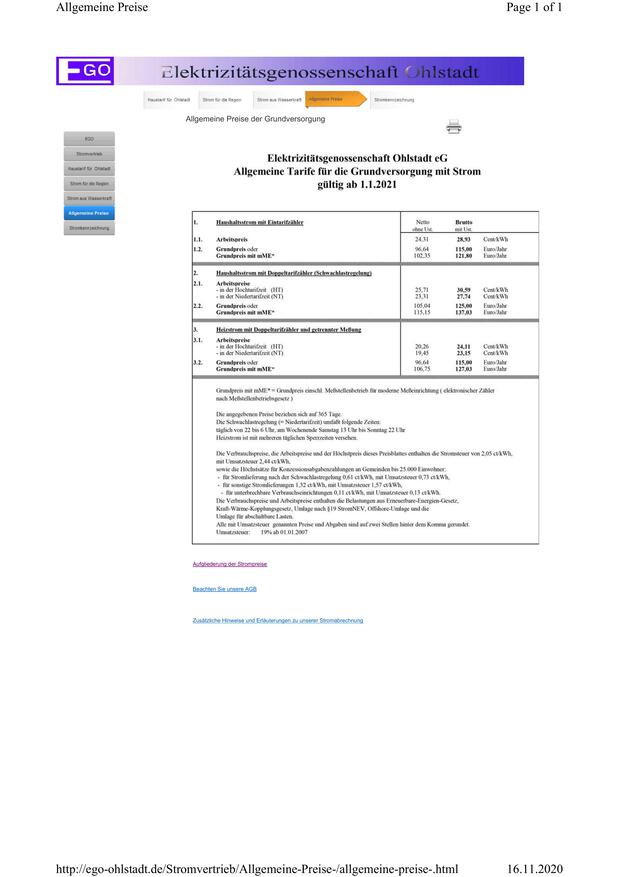 Allgemeine Preise Page 1 of 1
EGO Elektrizitätsgenossenschaft Ohlstadt
Haustarif für Ohlstadt Strom für die Region Strom aus Wasserkraft Allgemeine Preise Stromkennzeichnung
Allgemeine Preise der Grundversorgung
EGO
Stromvertrieb
Haustarif für Ohlstadt
Strom für die Region
Strom aus Wasserkraft
Allgemeine Preise
Stromkennzeichnung
Elektrizitätsgenossenschaft Ohlstadt eG
Allgemeine Tarife für die Grundversorgung mit Strom
gültig ab 1.1.2021
1. Haushaltsstrom mit Eintarifzähler Netto Brutto
ohne Ust. mit Ust.
1.1. Arbeitspreis 24,31 28,93 Cent/kWh
1.2. Grundpreis oder 96,64 115,00 Euro/Jahr
Grundpreis mit mME* 102,35 121,80 Euro/Jahr
2. Haushaltsstrom mit Doppeltarifzähler (Schwachlastregelung)
2.1. Arbeitspreise
- in der Hochtarifzeit (HT) 25,71 30,59 Cent/kWh
- in der Niedertarifzeit (NT) 23,31 27,74 Cent/kWh
2.2. Grundpreis oder 105,04 125,00 Euro/Jahr
Grundpreis mit mME* 115,15 137,03 Euro/Jahr
3. Heizstrom mit Doppeltarifzähler und getrennter Meßung
3.1. Arbeitspreise
- in der Hochtarifzeit (HT) 20,26 24,11 Cent/kWh
- in der Niedertarifzeit (NT) 19,45 23,15 Cent/kWh
3.2. Grundpreis oder 96,64 115,00 Euro/Jahr
Grundpreis mit mME* 106,75 127,03 Euro/Jahr
Grundpreis mit mME* = Grundpreis einschl. Meßstellenbetrieb für moderne Meßeinrichtung ( elektronischer Zähler
nach Meßstellenbetriebsgesetz )
Die angegebenen Preise beziehen sich auf 365 Tage.
Die Schwachlastregelung (= Niedertarifzeit) umfaßt folgende Zeiten:
täglich von 22 bis 6 Uhr, am Wochenende Samstag 13 Uhr bis Sonntag 22 Uhr
Heizstrom ist mit mehreren täglichen Sperrzeiten versehen.
Die Verbrauchspreise, die Arbeitspreise und der Höchstpreis dieses Preisblattes enthalten die Stromsteuer von 2,05 ct/kWh,
mit Umsatzsteuer 2,44 ct/kWh,
sowie die Höchstsätze für Konzessionsabgabenzahlungen an Gemeinden bis 25.000 Einwohner:
- für Stromlieferung nach der Schwachlastregelung 0,61 ct/kWh, mit Umsatzsteuer 0,73 ct/kWh,
- für sonstige Stromlieferungen 1,32 ct/kWh, mit Umsatzsteuer 1,57 ct/kWh,
- für unterbrechbare Verbrauchseinrichtungen 0,11 ct/kWh, mit Umsatzsteuer 0,13 ct/kWh.
Die Verbrauchspreise und Arbeitspreise enthalten die Belastungen aus Erneuerbare-Energien-Gesetz,
Kraft-Wärme-Kopplungsgesetz, Umlage nach §19 StromNEV, Offshore-Umlage und die
Umlage für abschaltbare Lasten.
Alle mit Umsatzsteuer genannten Preise und Abgaben sind auf zwei Stellen hinter dem Komma gerundet.
Umsatzsteuer: 19% ab 01.01.2007
Aufgliederung der Strompreise
Beachten Sie unsere AGB
Zusätzliche Hinweise und Erläuterungen zu unserer Stromabrechnung
http://ego-ohlstadt.de/Stromvertrieb/Allgemeine-Preise-/allgemeine-preise-.html 16.11.2020